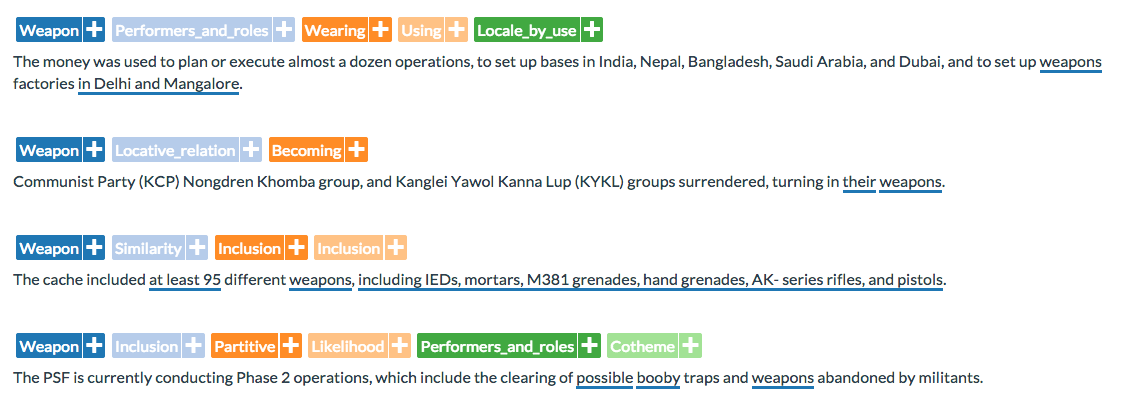 Weapon + Performers_and_roles + Wearing + Using + Locale_by_use +
The money was used to plan or execute almost a dozen operations, to set up bases in India, Nepal, Bangladesh, Saudi Arabia, and Dubai, and to set up weapons
factories in Delhi and Mangalore.
Weapon + Locative_relation + Becoming +
Communist Party (KCP) Nongdren Khomba group, and Kanglei Yawol Kanna Lup (KYKL) groups surrendered, turning in their weapons.
Weapon + Similarity + Inclusion + Inclusion +
The cache included at least 95 different weapons, including IEDs, mortars, M381 grenades, hand grenades, AK- series rifles, and pistols.
Weapon + Inclusion + Partitive + Likelihood + Performers_and_roles + Cotheme +
The PSF is currently conducting Phase 2 operations, which include the clearing of possible booby traps and weapons abandoned by militants.